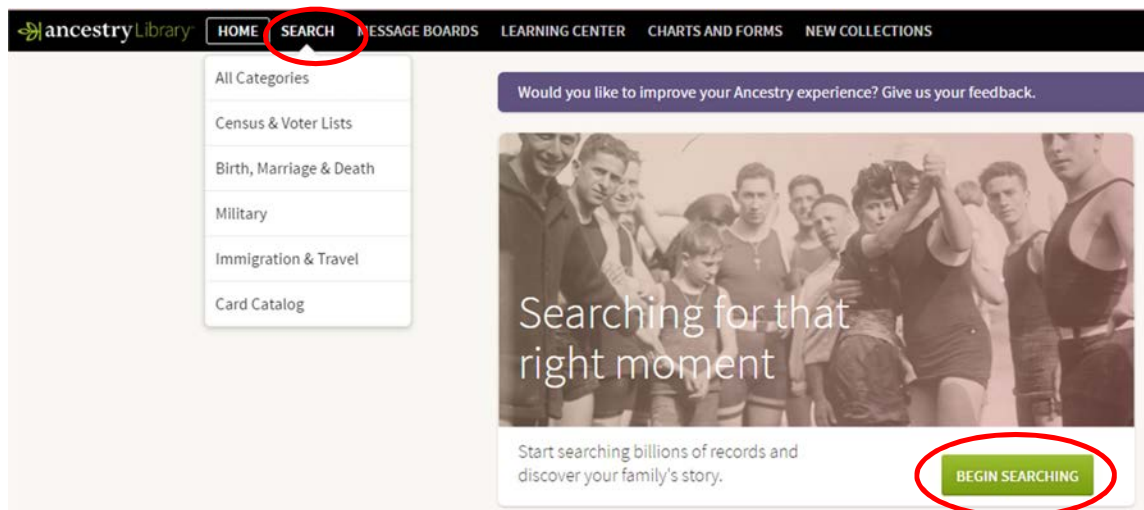 ancestryLibrary HOME SEARCH MESSAGE BOARDS LEARNING CENTER CHARTS AND FORMS NEW COLLECTIONS
All Categories
Census & Voter Lists
Birth, Marriage & Death
Military
Immigration & Travel
Card Catalog
Would you like to improve your Ancestry experience? Give us your feedback.
Searching for that
right moment
Start searching billions of records and
discover your family's story.
BEGIN SEARCHING